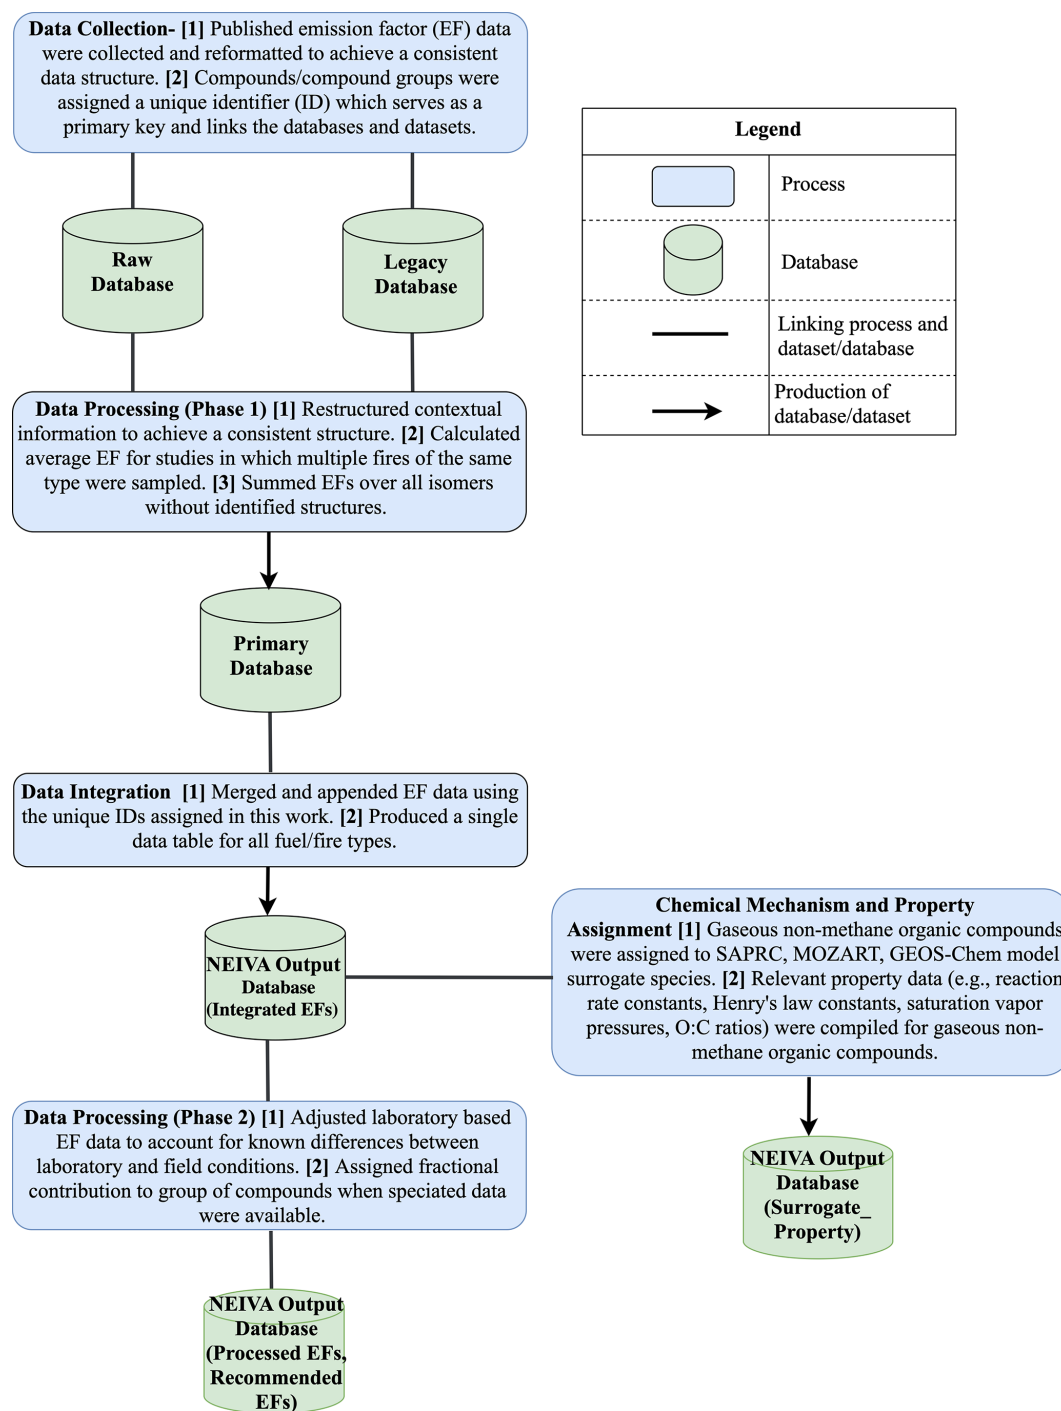 Data Collection- [1] Published emission factor (EF) data
were collected and reformatted to achieve a consistent
data structure. [2] Compounds/compound groups were
assigned a unique identifier (ID) which serves as a
primary key and links the databases and datasets.
Legend
Process
Database
Linking process and
dataset/database
Production of
database/dataset
Raw
Database
Legacy
Database
Data Processing (Phase 1) [1] Restructured contextual
information to achieve a consistent structure. [2] Calculated
average EF for studies in which multiple fires of the same
type were sampled. [3] Summed EFs over all isomers
without identified structures.
Primary
Database
Data Integration [1] Merged and appended EF data using
the unique IDs assigned in this work. [2] Produced a single
data table for all fuel/fire types.
NEIVA Output
Database
(Integrated EFs)
Chemical Mechanism and Property
Assignment [1] Gaseous non-methane organic compounds
were assigned to SAPRC, MOZART, GEOS-Chem model
surrogate species. [2] Relevant property data (e.g., reaction
rate constants, Henry's law constants, saturation vapor
pressures, O:C ratios) were compiled for gaseous non-
methane organic compounds.
Data Processing (Phase 2) [1] Adjusted laboratory based
EF data to account for known differences between
laboratory and field conditions. [2] Assigned fractional
contribution to group of compounds when speciated data
were available.
NEIVA Output
Database
(Surrogate_
Property)
NEIVA Output
Database
(Processed EFs,
Recommended
EFs)